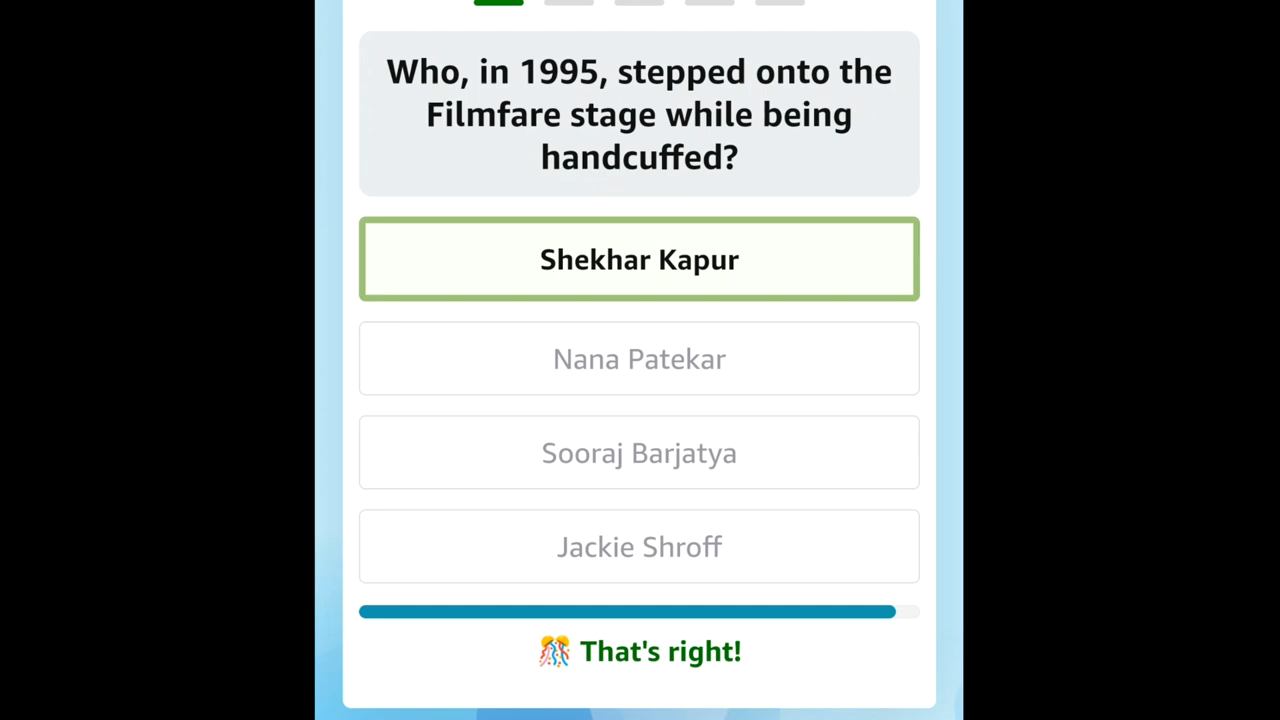 Who, in 1995, stepped onto the
Filmfare stage while being
handcuffed?
Shekhar Kapur
Nana Patekar
Sooraj Barjatya
Jackie Shroff
🎊 That's right!